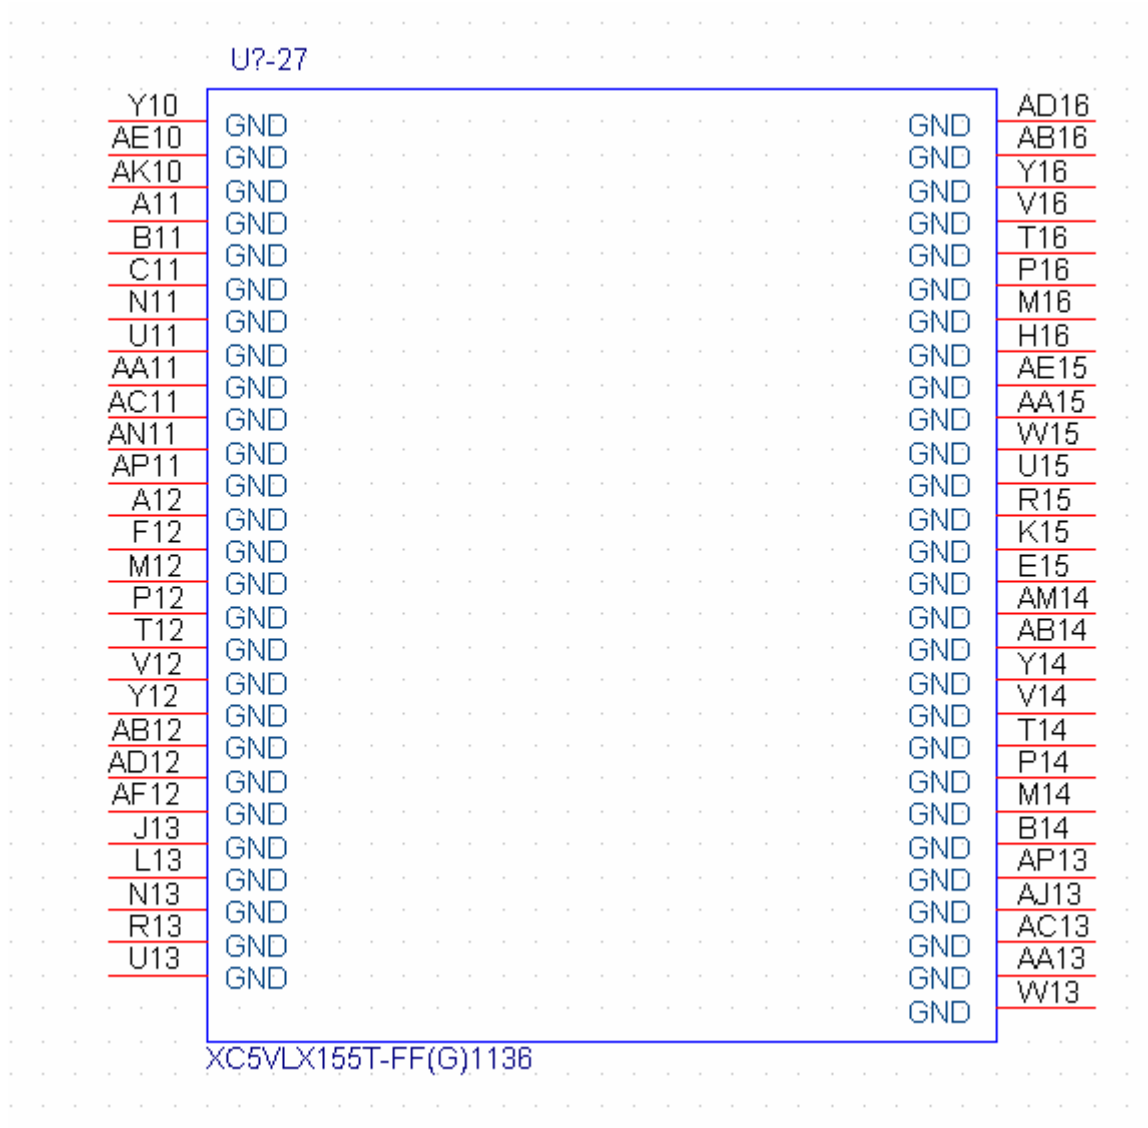 U?-27
Y10 GND GND AD16
AE10 GND GND AB16
AK10 GND GND Y16
A11 GND GND V16
B11 GND GND T16
C11 GND GND P16
N11 GND GND M16
U11 GND GND H16
AA11 GND GND AE15
AC11 GND GND AA15
AN11 GND GND W15
AP11 GND GND U15
A12 GND GND R15
F12 GND GND K15
M12 GND GND E15
P12 GND GND AM14
T12 GND GND AB14
V12 GND GND Y14
Y12 GND GND V14
AB12 GND GND T14
AD12 GND GND P14
AF12 GND GND M14
J13 GND GND B14
L13 GND GND AP13
N13 GND GND AJ13
R13 GND GND AC13
U13 GND GND AA13
GND W13
XC5VLX155T-FF(G)1136